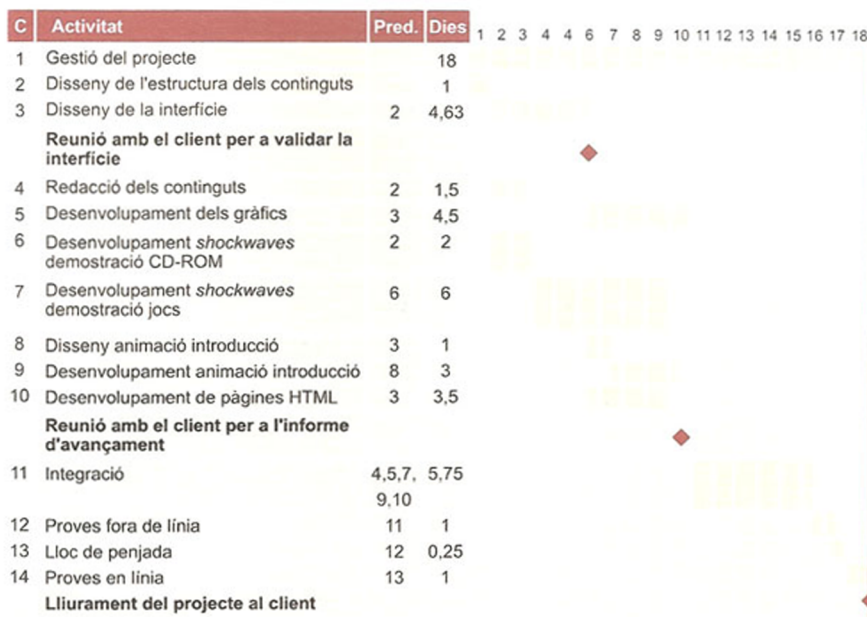 C Activitat Pred. Dies 1 2 3 4 4 6 7 8 9 10 11 12 13 14 15 16 17 18
1 Gestió del projecte 18
2 Disseny de l'estructura dels continguts 1
3 Disseny de la interfície 2 4,63
Reunió amb el client per a validar la
interfície
4 Redacció dels continguts 2 1,5
5 Desenvolupament dels gràfics 3 4,5
6 Desenvolupament shockwaves 2 2
demostració CD-ROM
7 Desenvolupament shockwaves 6 6
demostració jocs
8 Disseny animació introducció 3 1
9 Desenvolupament animació introducció 8 3
10 Desenvolupament de pàgines HTML 3 3,5
Reunió amb el client per a l'informe
d'avançament
11 Integració 4,5,7, 5,75
9,10
12 Proves fora de línia 11 1
13 Lloc de penjada 12 0,25
14 Proves en línia 13 1
Lliurament del projecte al client